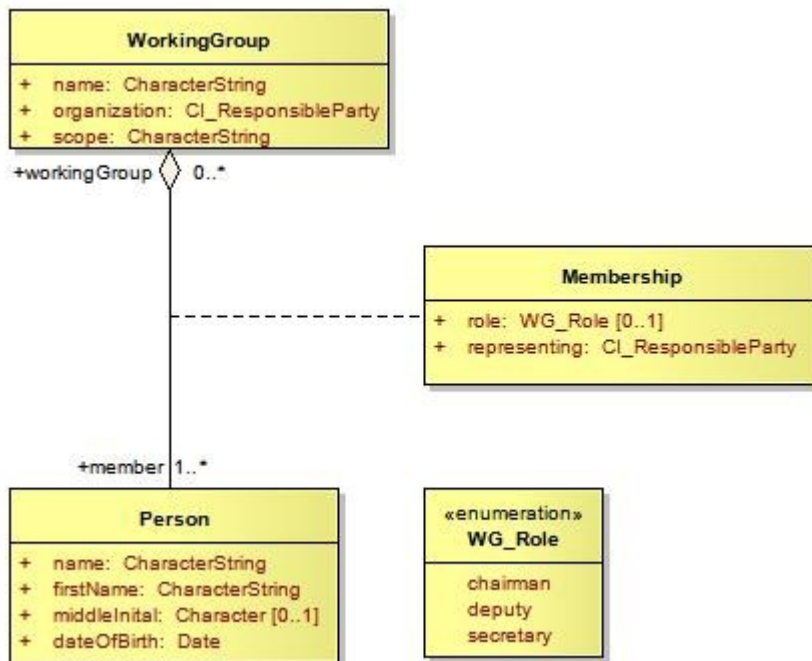 WorkingGroup
+ name: CharacterString
+ organization: CI_ResponsibleParty
+ scope: CharacterString
+workingGroup 0..*
Membership
+ role: WG_Role [0..1]
+ representing: CI_ResponsibleParty
+member 1..*
Person
+ name: CharacterString
+ firstName: CharacterString
+ middleInital: Character [0..1]
+ dateOfBirth: Date
«enumeration»
WG_Role
chairman
deputy
secretary